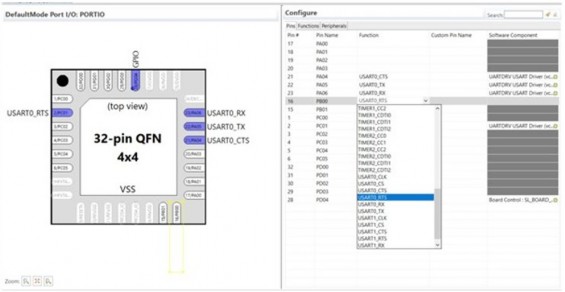 DefaultMode Port I/O: PORTIO
GPIO
USART0_RTS
(top view)
32-pin QFN
4x4
VSS
USART0_RX
USART0_TX
USART0_CTS
Zoom:
Configure
Search:
Pins Functions Peripherals
Pin # Pin Name Function Custom Pin Name Software Component
17 PA00
18 PA01
19 PA02
20 PA03
21 PA04 USART0_CTS UARTDRV USART Driver (se
22 PA05 USART0_TX UARTDRV USART Driver (se
23 PA06 USART0_RX UARTDRV USART Driver (se
16 PB00 USART0_RTS
15 PB01
1 PC00
2 PC01 UARTDRV USART Driver (se
3 PC02
4 PC03
5 PC04
6 PC05
32 PD00
31 PD01
30 PD02
29 PD03
28 PD04 Board Control : SL_BOARD_
TIMER1_CC2
TIMER1_CDTI0
TIMER1_CDTI1
TIMER1_CDTI2
TIMER2_CC0
TIMER2_CC1
TIMER2_CC2
TIMER2_CDTI0
TIMER2_CDTI1
TIMER2_CDTI2
USART0_CLK
USART0_CS
USART0_CTS
USART0_RTS
USART0_RX
USART0_TX
USART1_CLK
USART1_CS
USART1_CTS
USART1_RTS
USART1_RX